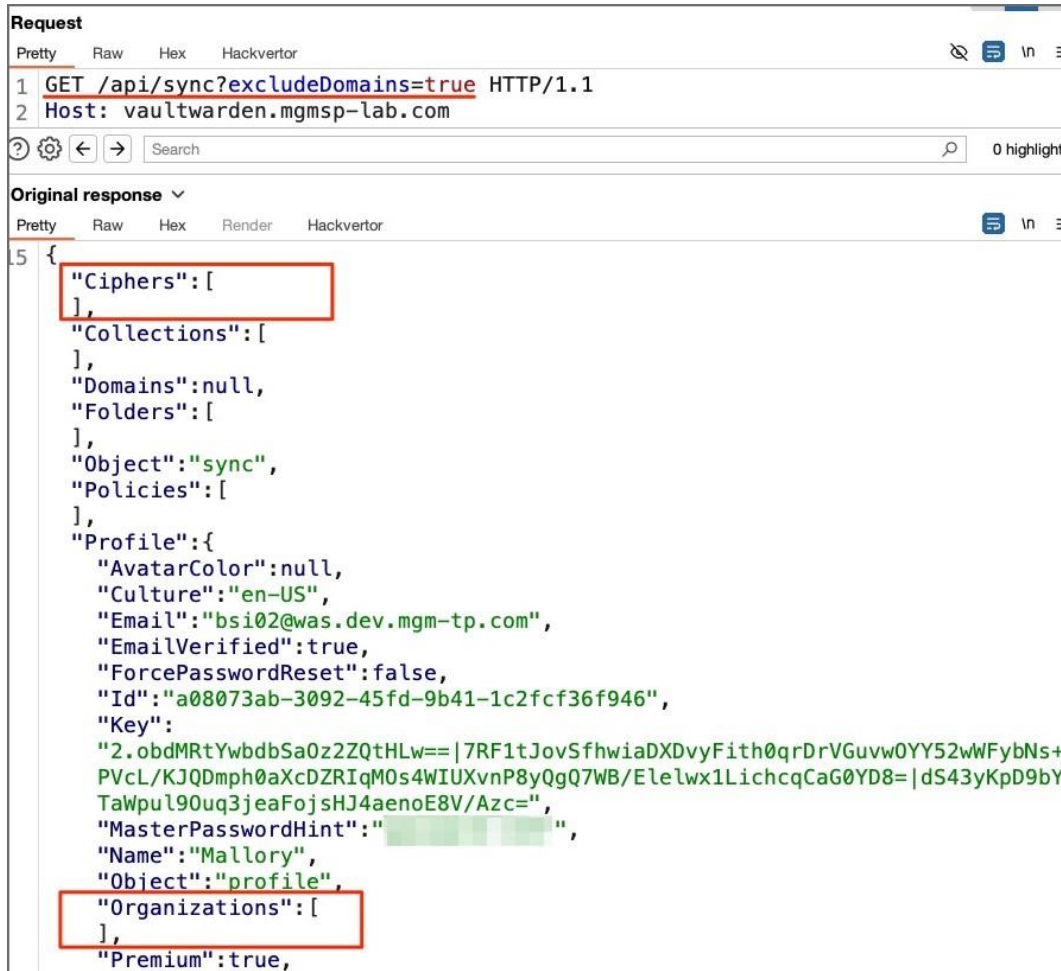 Request
Pretty Raw Hex Hackvertor \n
1 GET /api/sync?excludeDomains=true HTTP/1.1
2 Host: vaultwarden.mgmsp-lab.com
Search 0 highlight
Original response
Pretty Raw Hex Render Hackvertor \n
15 {
"Ciphers":[
],
"Collections":[
],
"Domains":null,
"Folders":[
],
"Object":"sync",
"Policies":[
],
"Profile":{
"AvatarColor":null,
"Culture":"en-US",
"Email":"bsi02@was.dev.mgm-tp.com",
"EmailVerified":true,
"ForcePasswordReset":false,
"Id":"a08073ab-3092-45fd-9b41-1c2fcf36f946",
"Key":
"2.obdMRtYwbdbSaOz2ZQtHLw==|7RF1tJovSfhwiaDXDvyFith0qrDrVGuvwOYY52wWFybNs+
PVcL/KJQDmph0aXcDZRIqMOs4WIUXvnP8yQgQ7WB/Elelwx1LichcqCaG0YD8=|dS43yKpD9bY
TaWpul9Ouq3jeaFojsHJ4aenoE8V/Azc=",
"MasterPasswordHint":" ",
"Name":"Mallory",
"Object":"profile",
"Organizations":[
],
"Premium":true,